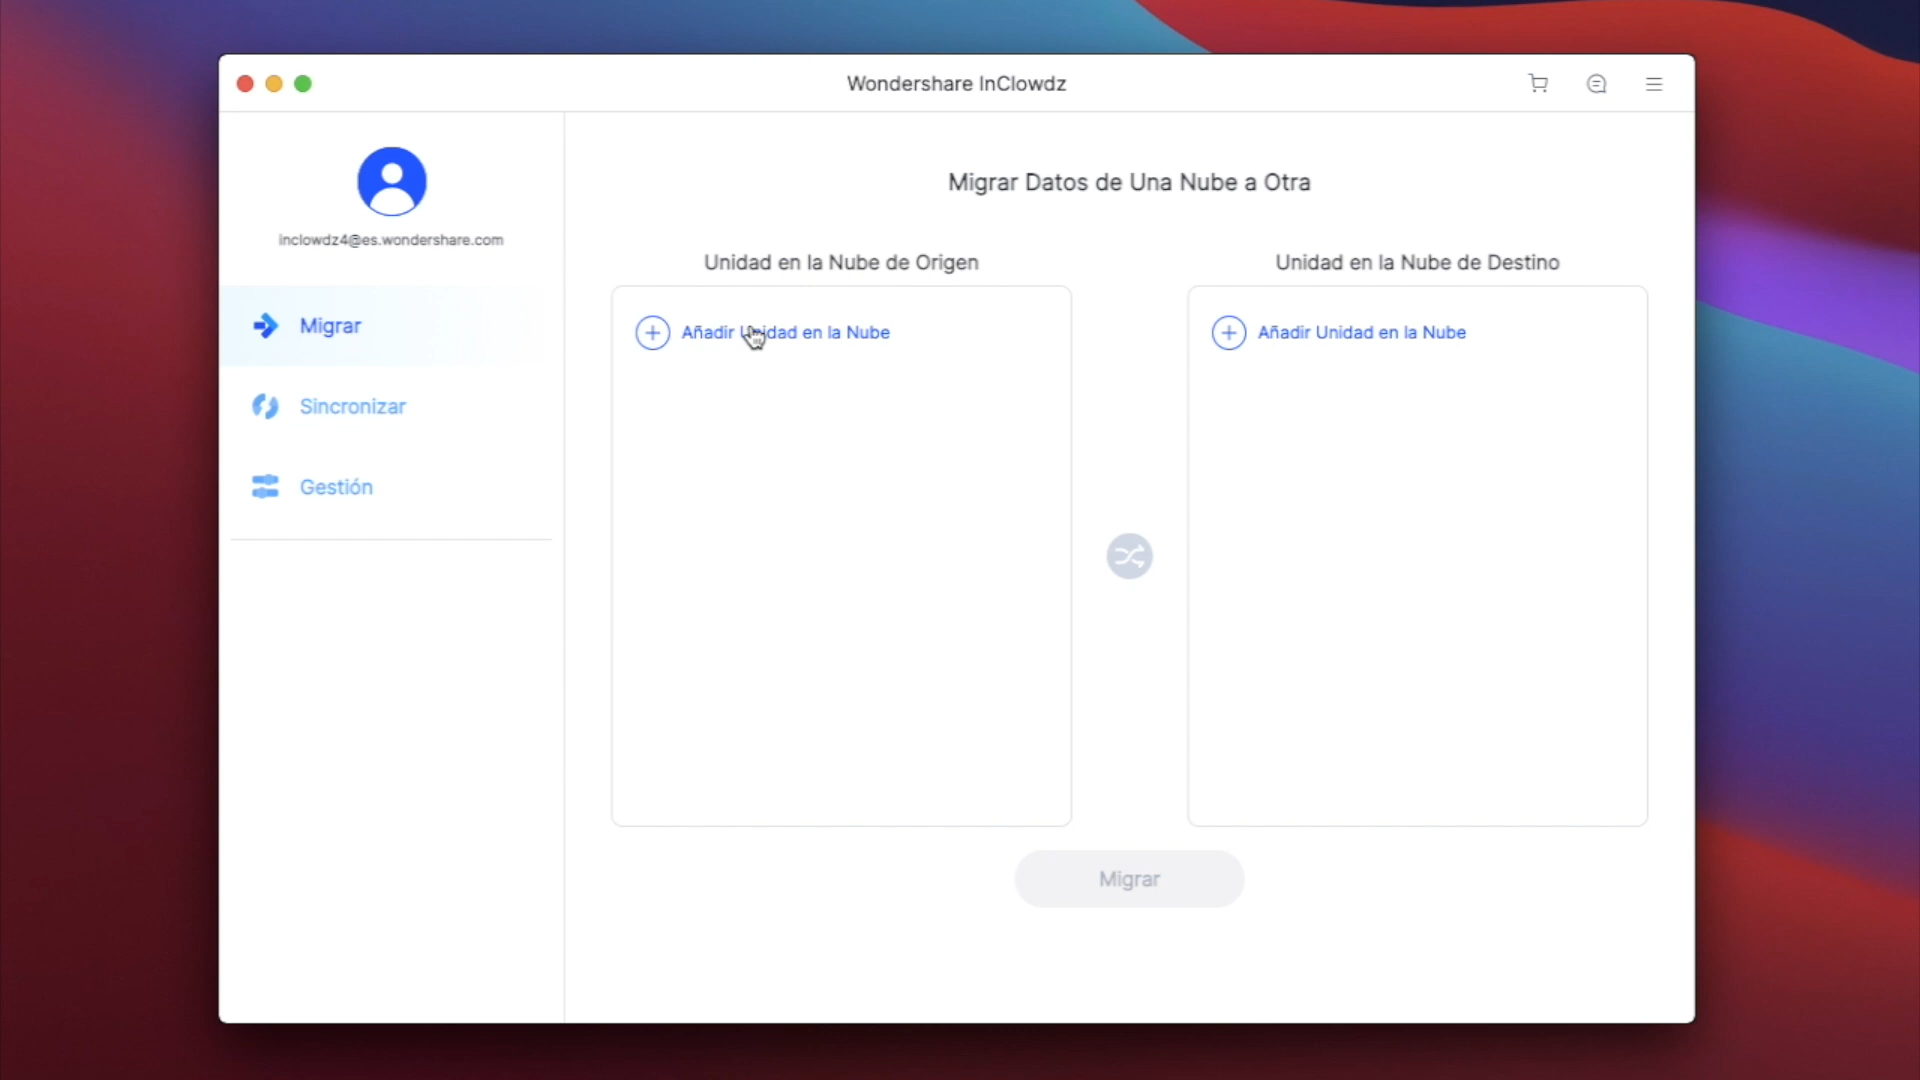 Wondershare InClowdz
inclowdz4@es.wondershare.com
Migrar
Sincronizar
Gestión
Migrar Datos de Una Nube a Otra
Unidad en la Nube de Origen
Añadir Unidad en la Nube
Unidad en la Nube de Destino
Añadir Unidad en la Nube
Migrar